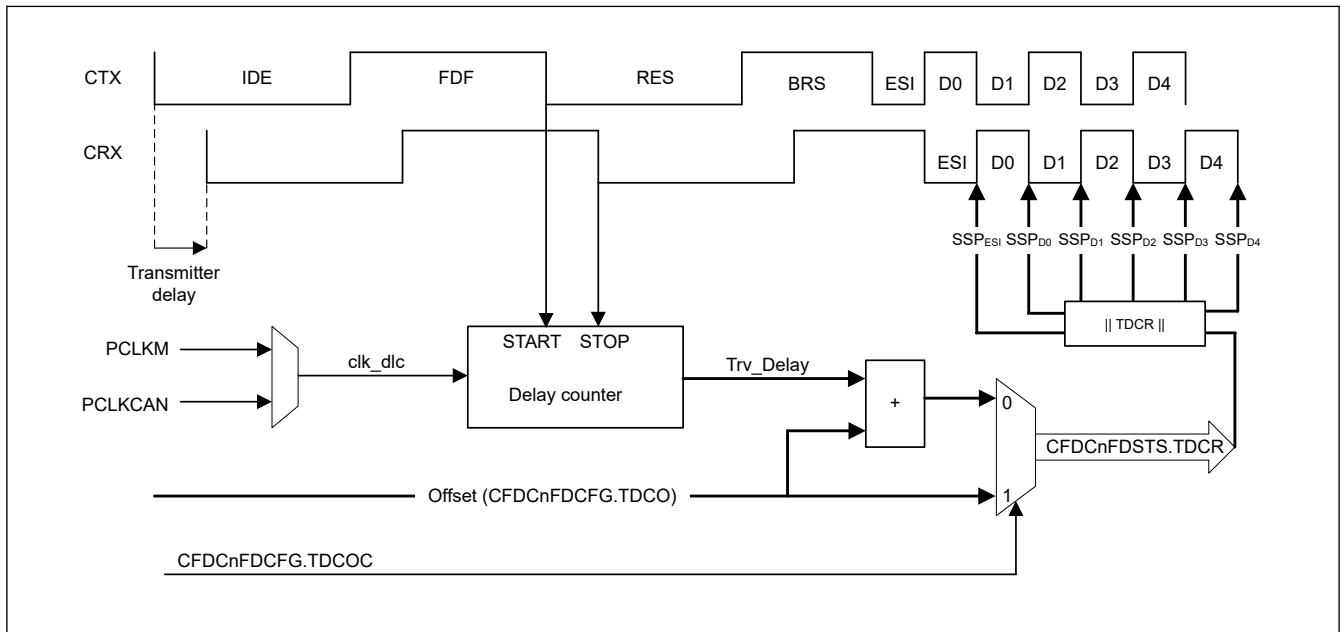 CTX IDE FDF RES BRS ESI D0 D1 D2 D3 D4
CRX ESI D0 D1 D2 D3 D4
SSPESI SSPD0 SSPD1 SSPD2 SSPD3 SSPD4
Transmitter
delay
|| TDCR ||
PCLKM
START STOP
clk_dlc
Trv_Delay
Delay counter
PCLKCAN
+
0
CFDCnFDSTS.TDCR
Offset (CFDCnFDCFG.TDCO)
1
CFDCnFDCFG.TDCOC